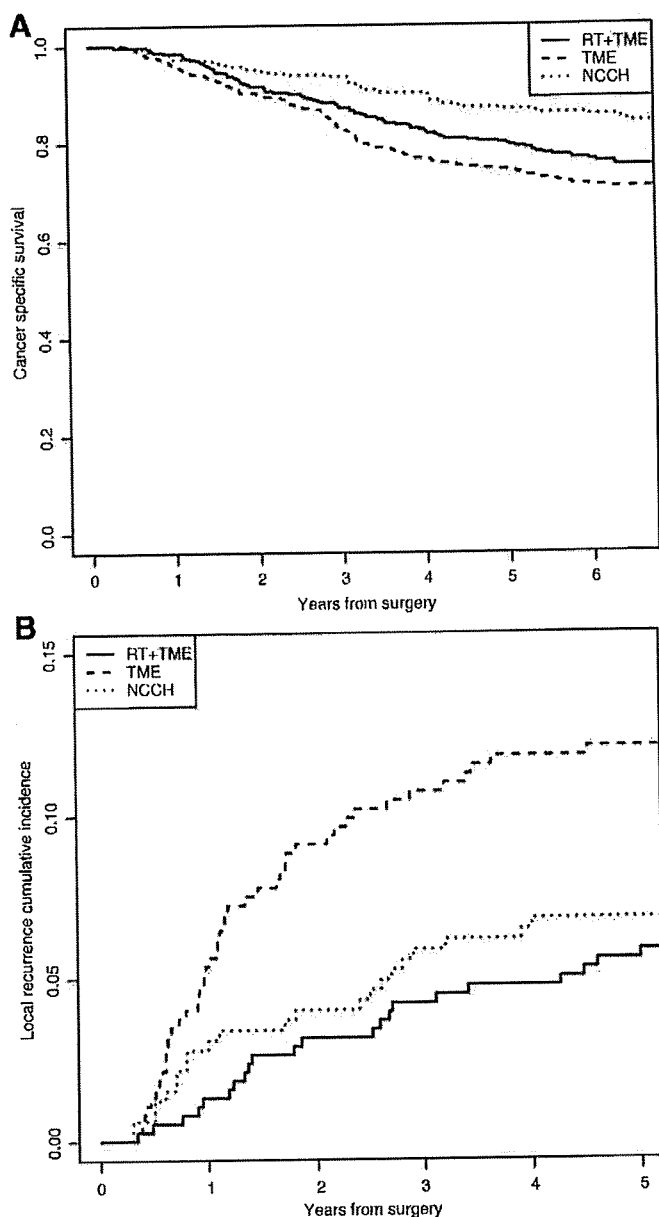 A
RT+TME
TME
NCCH
1.0
0.8
0.6
0.4
0.2
0.0
Cancer specific survival
0 1 2 3 4 5 6
Years from surgery
B
RT+TME
TME
NCCH
0.15
0.10
0.05
0.00
Local recurrence cumulative incidence
0 1 2 3 4 5
Years from surgery